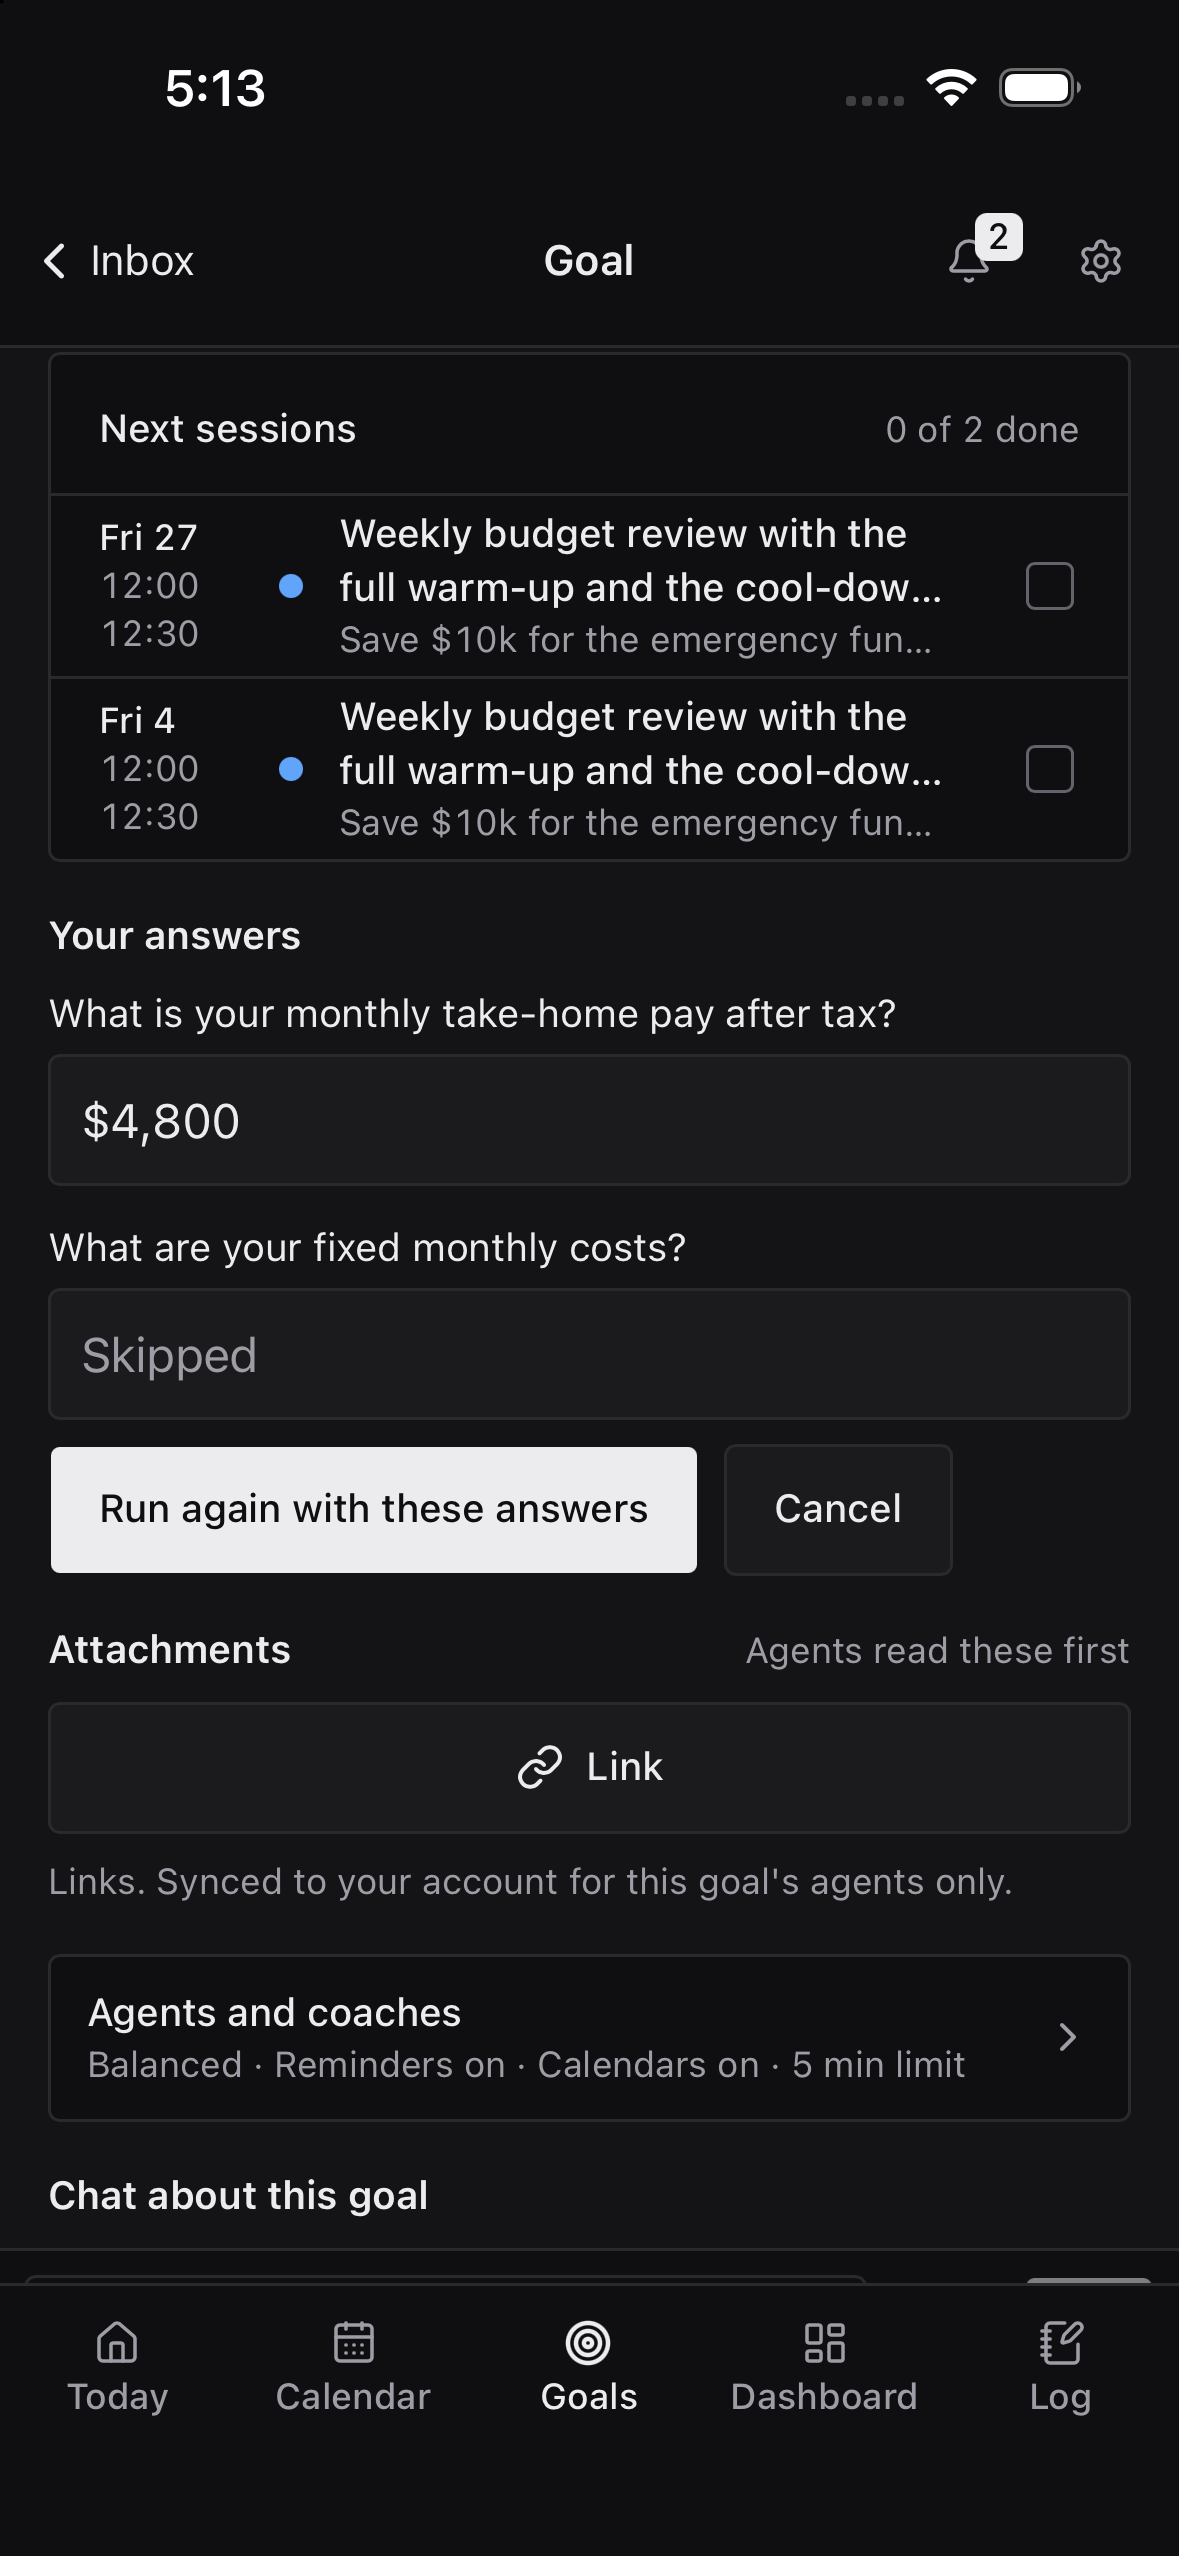 5:13
Inbox
Goal
2
Next sessions
0 of 2 done
Fri 27
12:00
12:30
Weekly budget review with the
full warm-up and the cool-dow...
Save $10k for the emergency fun...
Fri 4
12:00
12:30
Weekly budget review with the
full warm-up and the cool-dow...
Save $10k for the emergency fun...
Your answers
What is your monthly take-home pay after tax?
$4,800
What are your fixed monthly costs?
Skipped
Run again with these answers
Cancel
Attachments
Agents read these first
Link
Links. Synced to your account for this goal's agents only.
Agents and coaches
Balanced · Reminders on · Calendars on · 5 min limit
Chat about this goal
Today
Calendar
Goals
Dashboard
Log